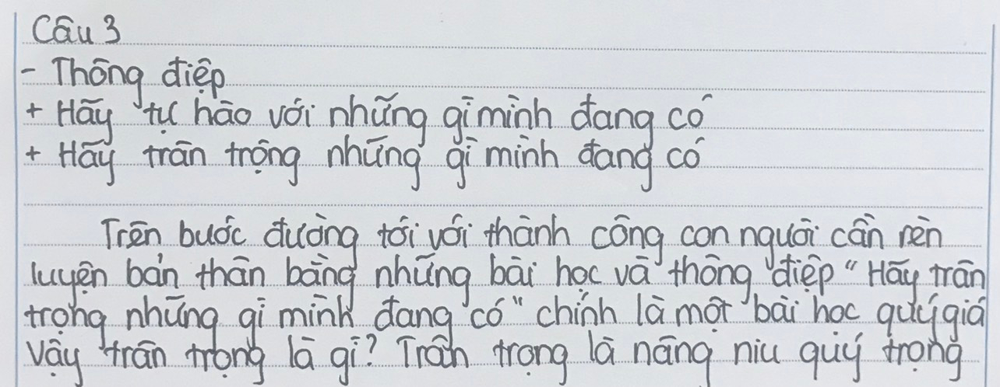 Câu 3
- Thông điệp
+ Hãy tự hào với những gì mình đang có
+ Hãy trân trọng những gì mình đang có
Trên bước đường tới với thành công con người cần rèn
luyện bản thân bằng những bài học và thông điệp "Hãy trân
trọng những gì mình đang có" chính là một bài học quý giá
Vậy trân trọng là gì? Trân trọng là nâng niu quý trọng